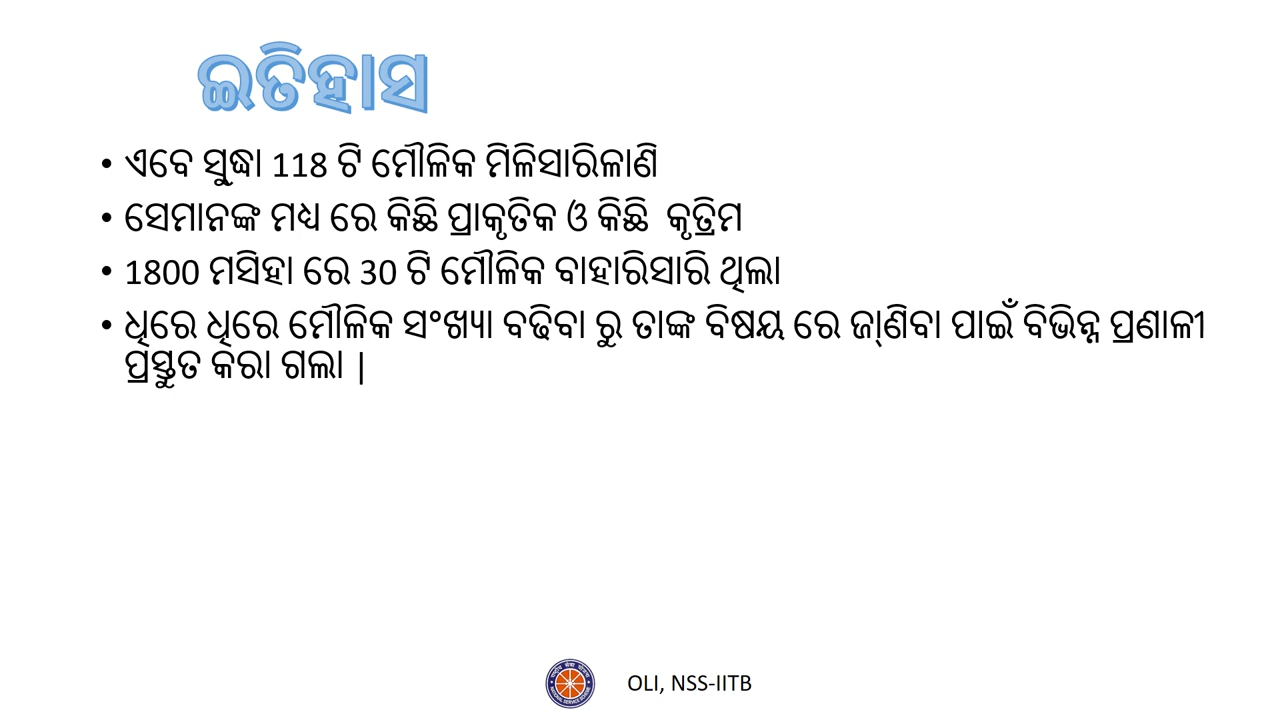 ଇତିହାସ
• ଏବେ ସୁଦ୍ଧା 118 ଟି ମୌଳିକ ମିଳିସାରିଲାଣି
• ସେମାନଙ୍କ ମଧ୍ୟ ରେ କିଛି ପ୍ରାକୃତିକ ଓ କିଛି କୃତ୍ରିମ
• 1800 ମସିହା ରେ 30 ଟି ମୌଳିକ ବାହାରିସାରି ଥିଲା
• ଧିରେ ଧିରେ ମୌଳିକ ସଂଖ୍ୟା ବଢିବା ରୁ ତାଙ୍କ ବିଷୟ ରେ ଜା୍ଣିବା ପାଇଁ ବିଭିନ୍ନ ପ୍ରଣାଳୀ
ପ୍ରସ୍ତୁତ କରା ଗଲା |
OLI, NSS-IITB